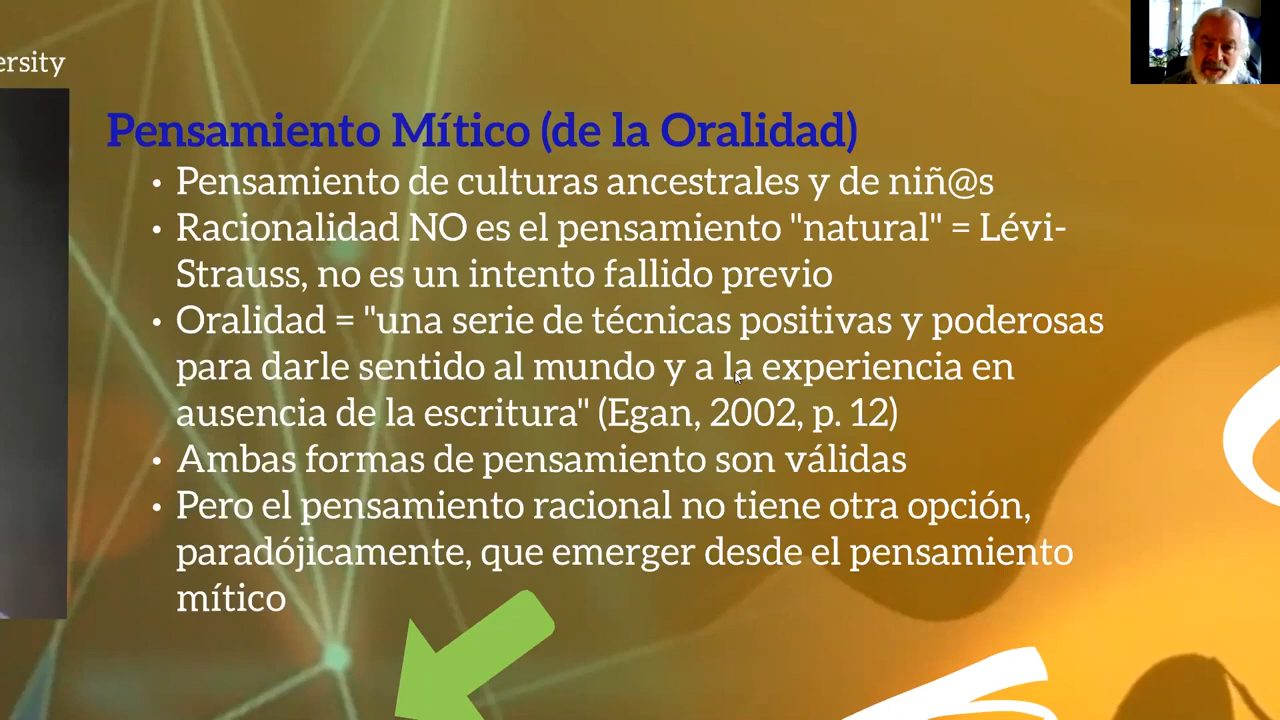 ersity
Pensamiento Mítico (de la Oralidad)
• Pensamiento de culturas ancestrales y de niñ@s
• Racionalidad NO es el pensamiento "natural" = Lévi-
Strauss, no es un intento fallido previo
• Oralidad = "una serie de técnicas positivas y poderosas
para darle sentido al mundo y a la experiencia en
ausencia de la escritura" (Egan, 2002, p. 12)
• Ambas formas de pensamiento son válidas
• Pero el pensamiento racional no tiene otra opción,
paradójicamente, que emerger desde el pensamiento
mítico